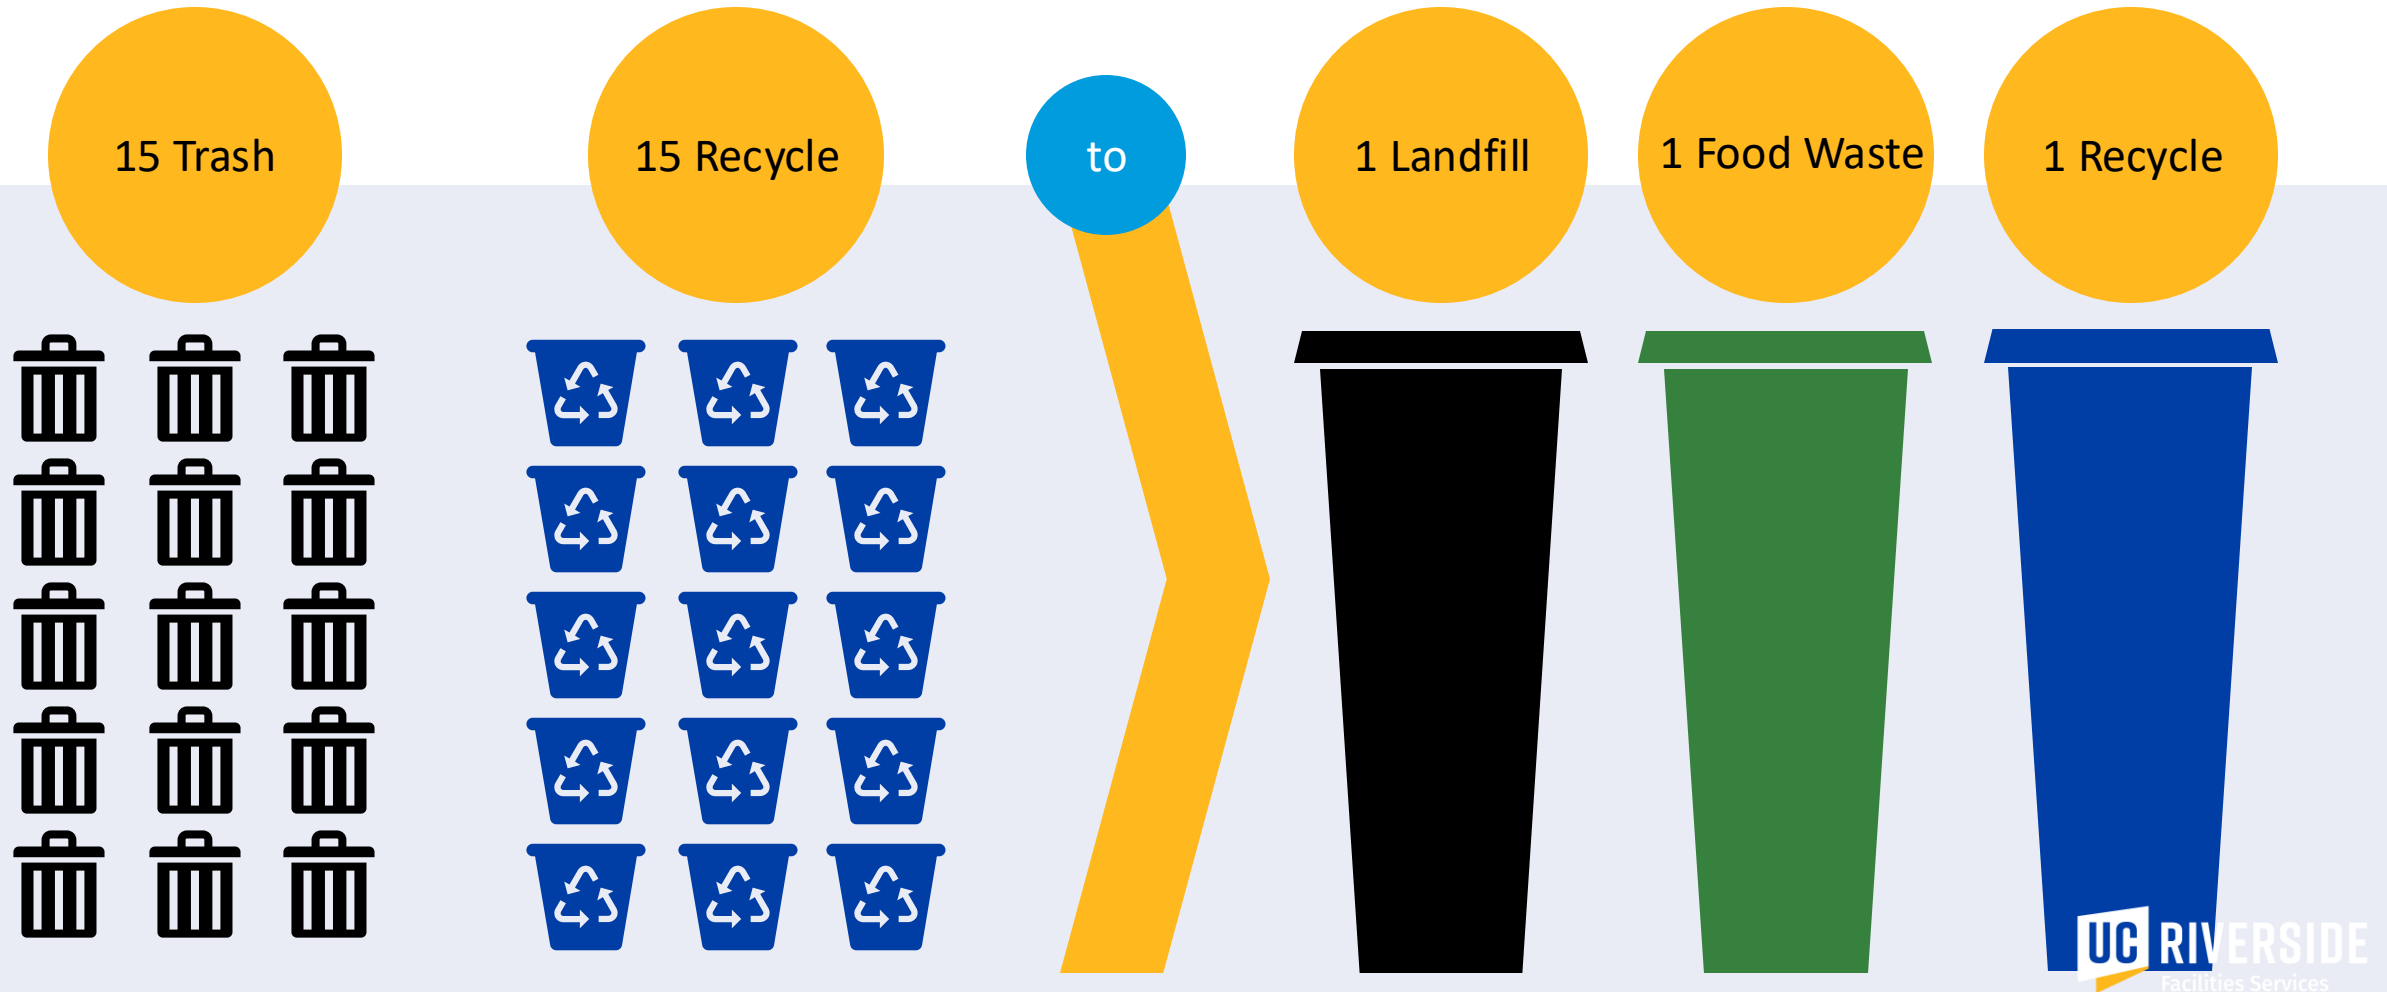 15 Trash
15 Recycle
to
1 Landfill
1 Food Waste
1 Recycle
UC RIVERSIDE
Facilities Services